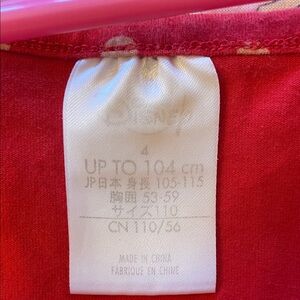 Disney
4
UP TO 104 cm
JP日本 身長 105-115
胸囲 53-59
サイズ110
CN 110/56
MADE IN CHINA
FABRIQUÉ EN CHINE